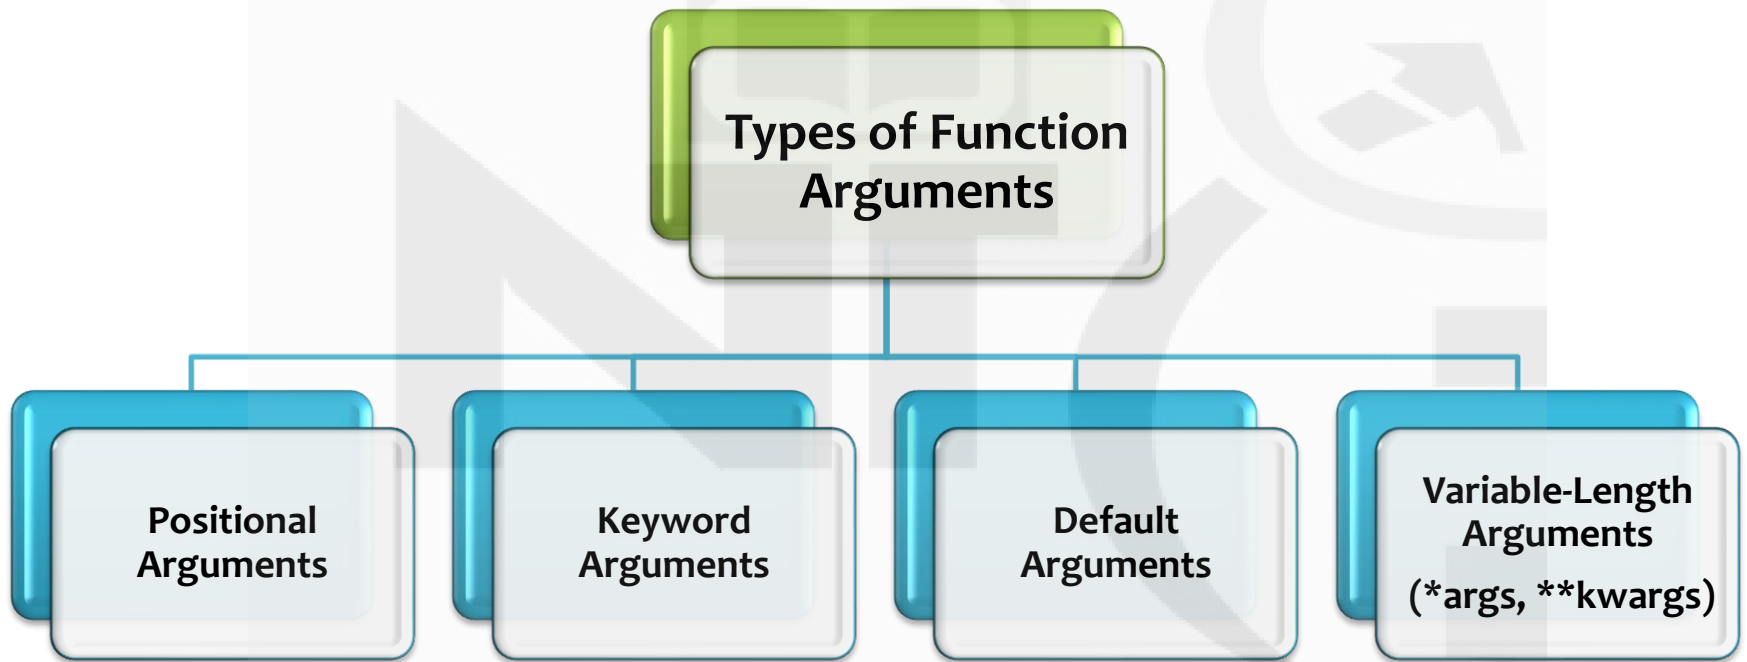 Types of Function
Arguments
Positional
Arguments
Keyword
Arguments
Default
Arguments
Variable-Length
Arguments
(*args, **kwargs)